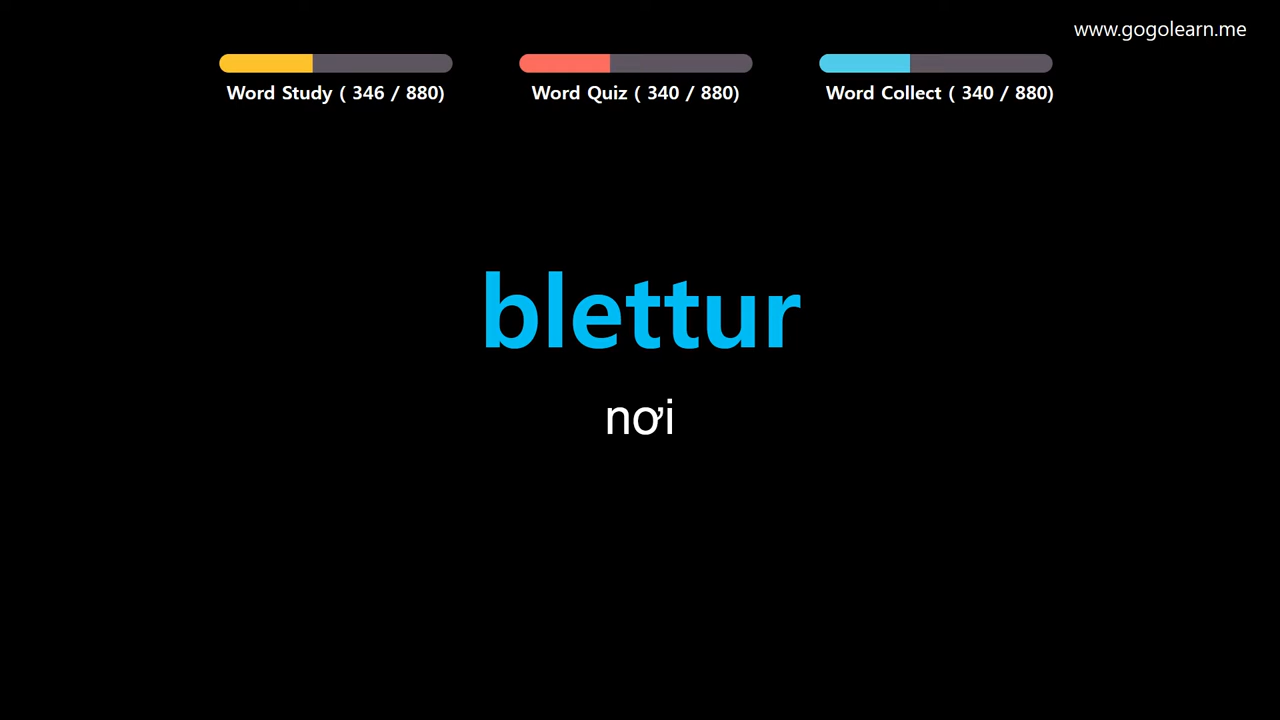 www.gogolearn.me
Word Study ( 346 / 880)
Word Quiz ( 340 / 880)
Word Collect ( 340 / 880)
blettur
nơi